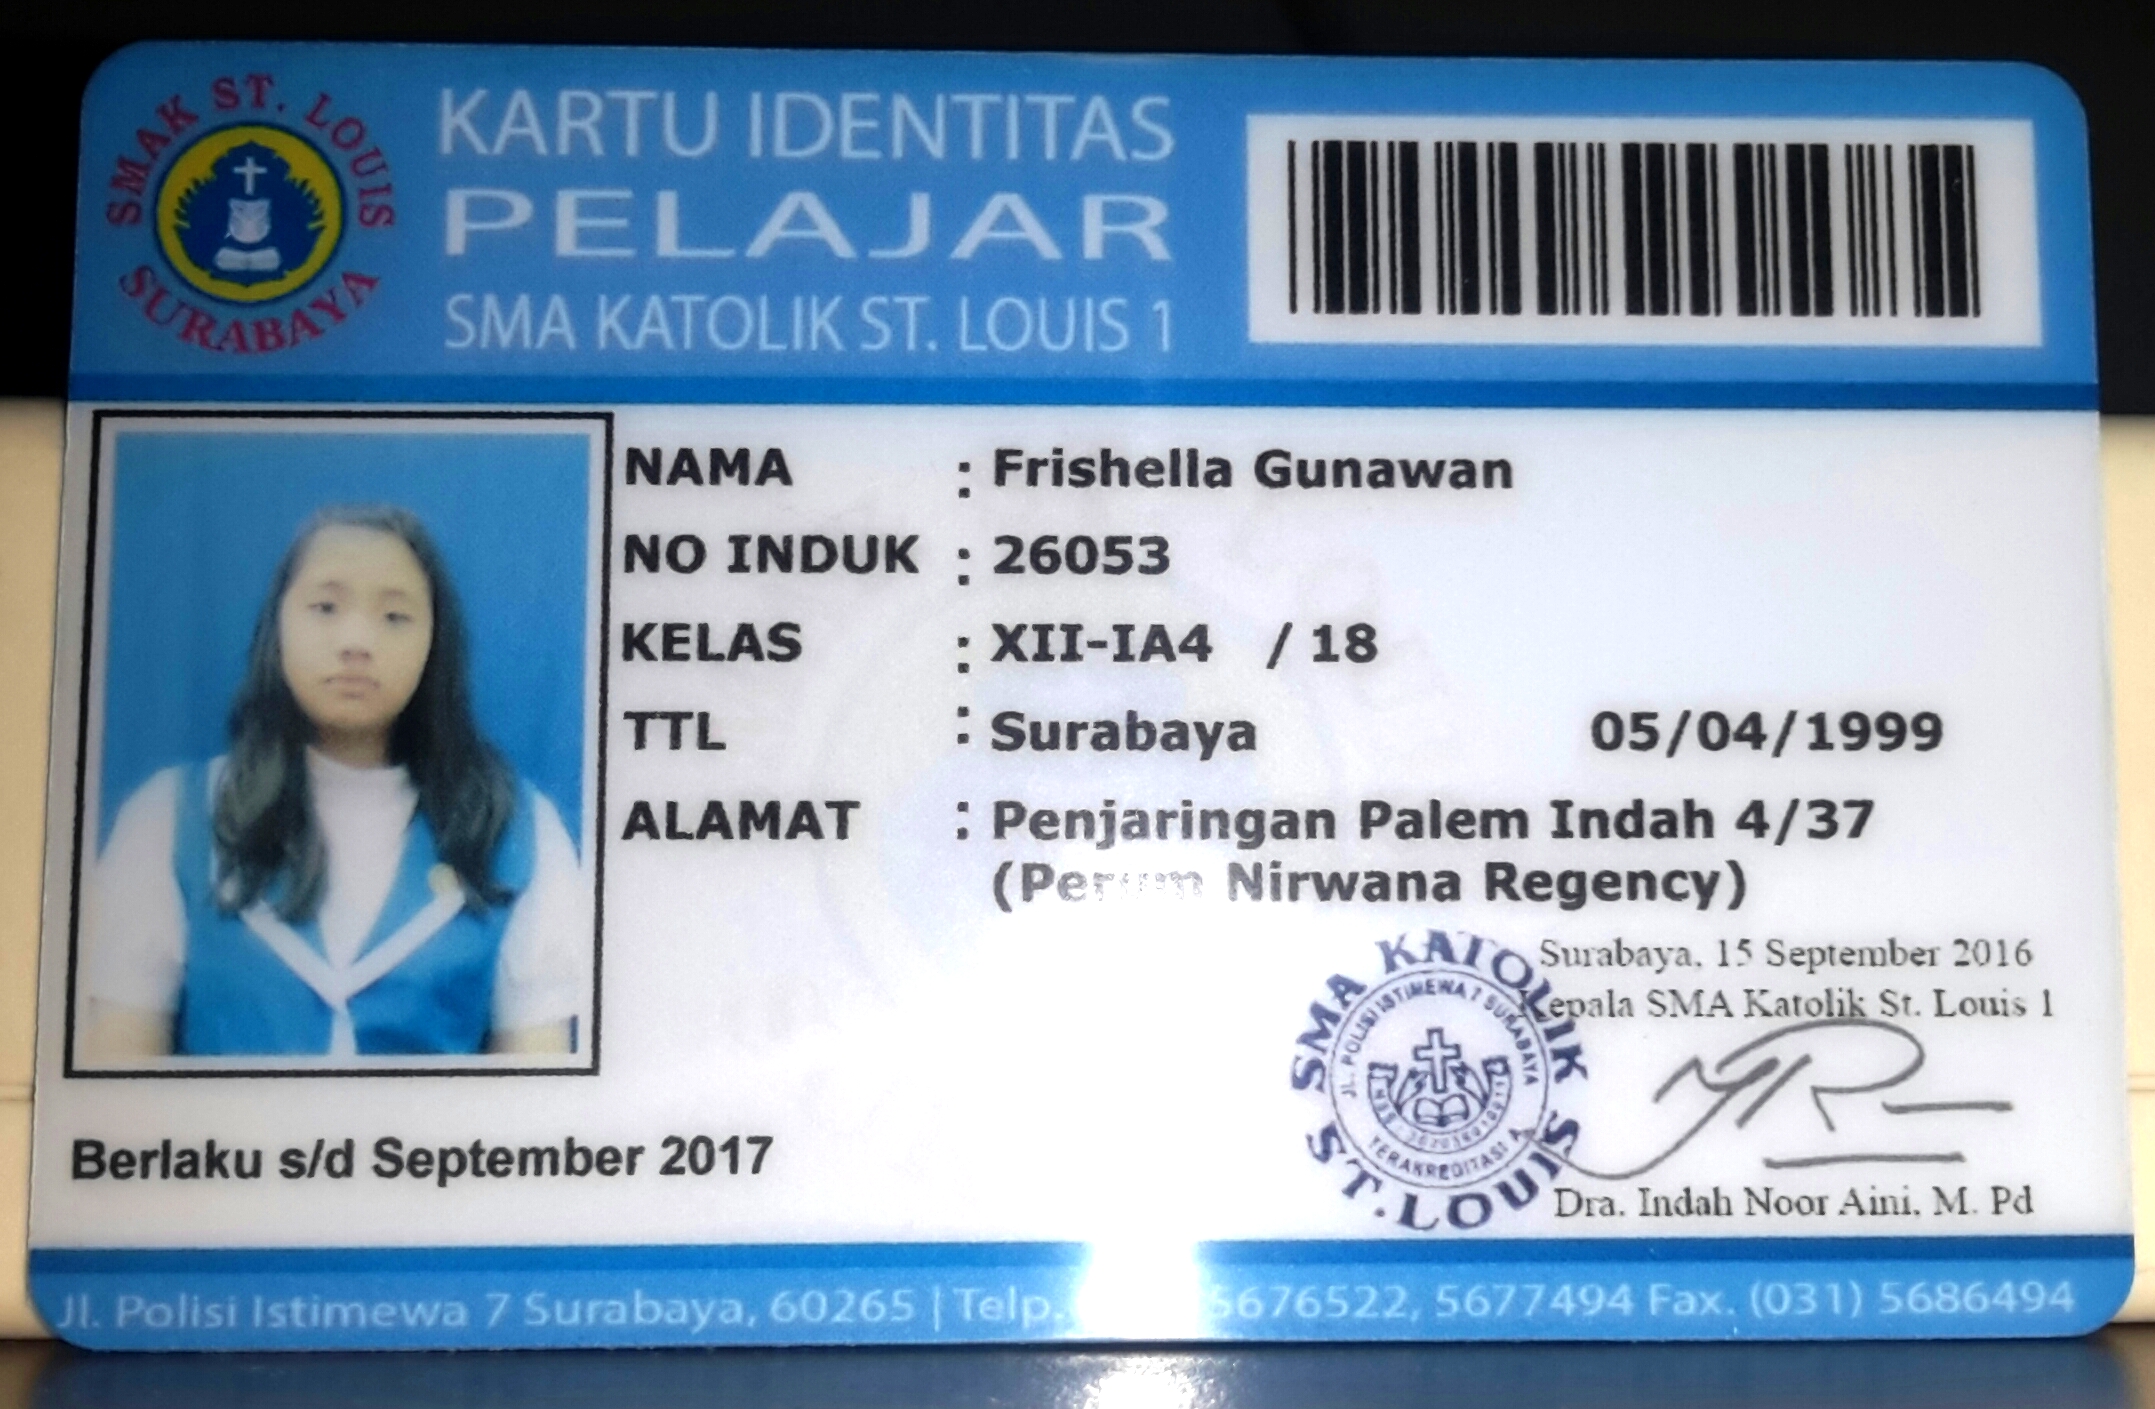 SMAK ST. LOUIS
SURABAYA
KARTU IDENTITAS
PELAJAR
SMA KATOLIK ST. LOUIS 1
NAMA : Frishella Gunawan
NO INDUK : 26053
KELAS : XII-IA4 / 18
TTL : Surabaya 05/04/1999
ALAMAT : Penjaringan Palem Indah 4/37
(Perum Nirwana Regency)
Surabaya, 15 September 2016
Kepala SMA Katolik St. Louis 1
SMA KATOLIK
ST. LOUIS
JL. POLISI ISTIMEWA 7 SURABAYA
TERAKREDITASI A
Dra. Indah Noor Aini, M. Pd
Berlaku s/d September 2017
Jl. Polisi Istimewa 7 Surabaya, 60265 | Telp. 5676522, 5677494 Fax. (031) 5686494